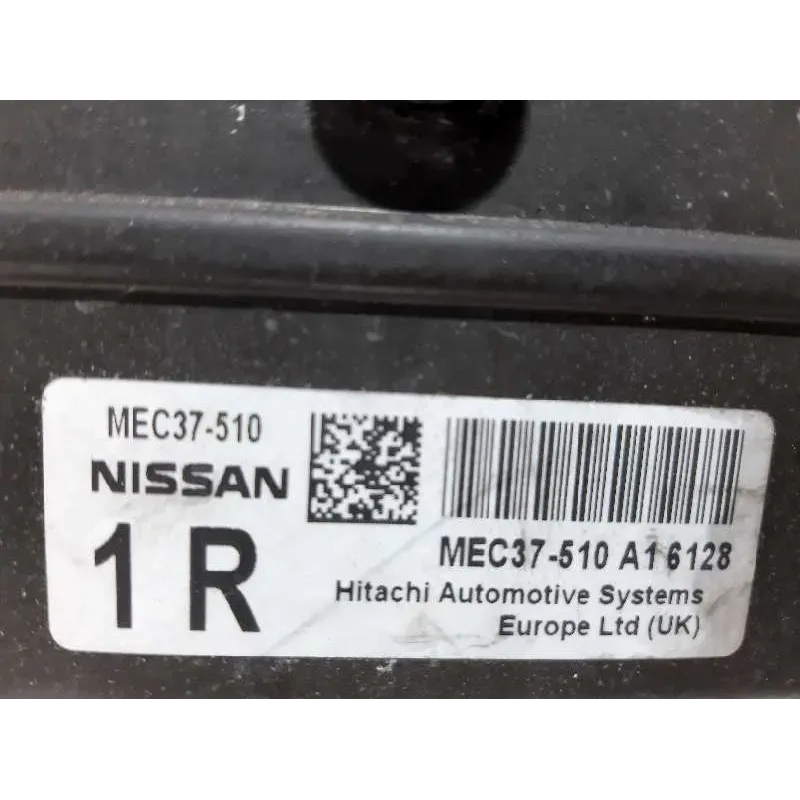 MEC37-510
NISSAN
1 R
MEC37-510 A1 6128
Hitachi Automotive Systems
Europe Ltd (UK)